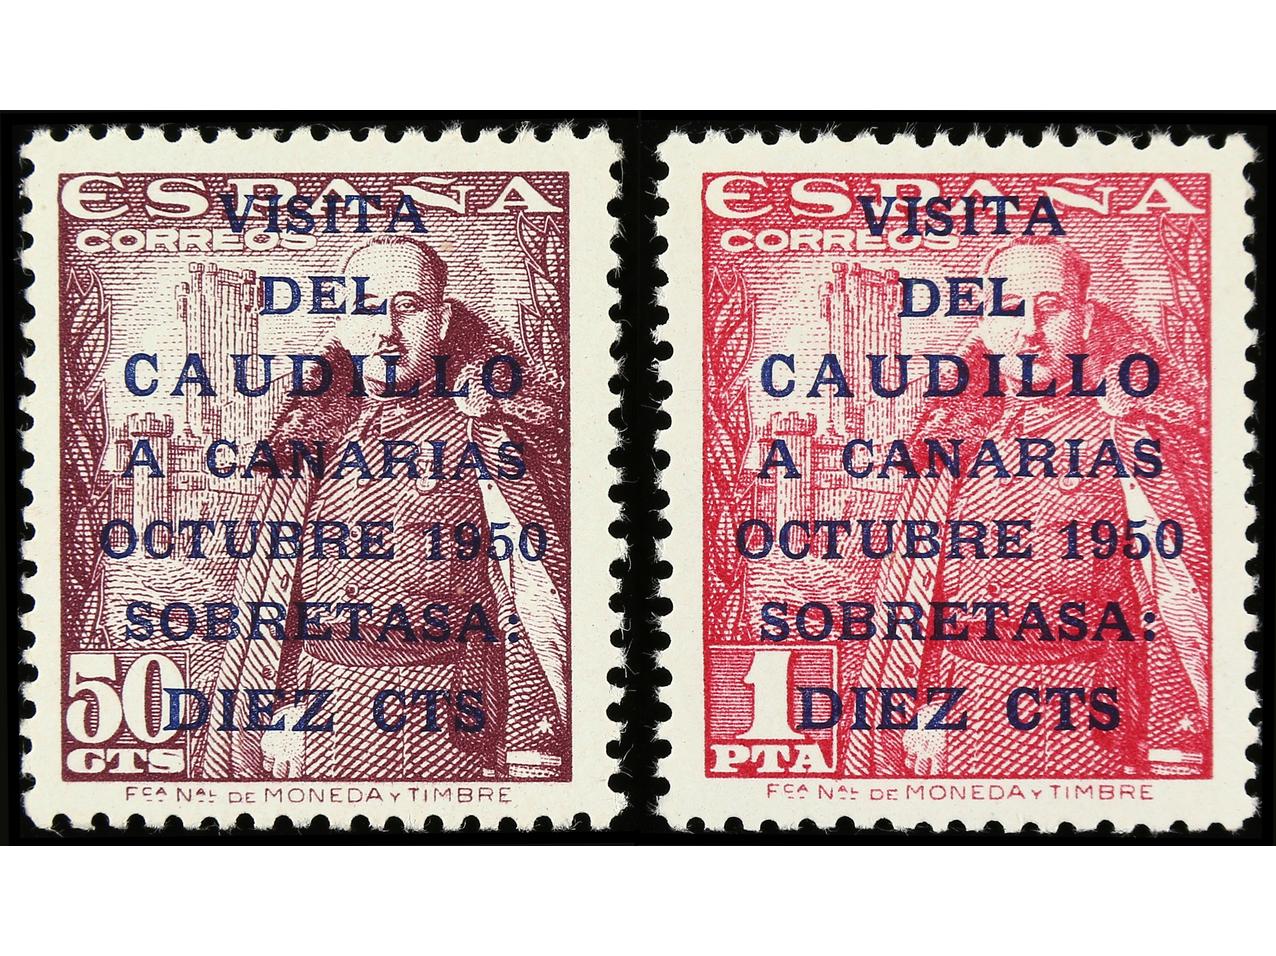 ESPAÑA
CORREOS
VISITA
DEL
CAUDILLO
A CANARIAS
OCTUBRE 1950
SOBRETASA:
DIEZ CTS
50
CTS
FCA NAL DE MONEDA Y TIMBRE
ESPAÑA
CORREOS
VISITA
DEL
CAUDILLO
A CANARIAS
OCTUBRE 1950
SOBRETASA:
DIEZ CTS
1
PTA
FCA NAL DE MONEDA Y TIMBRE